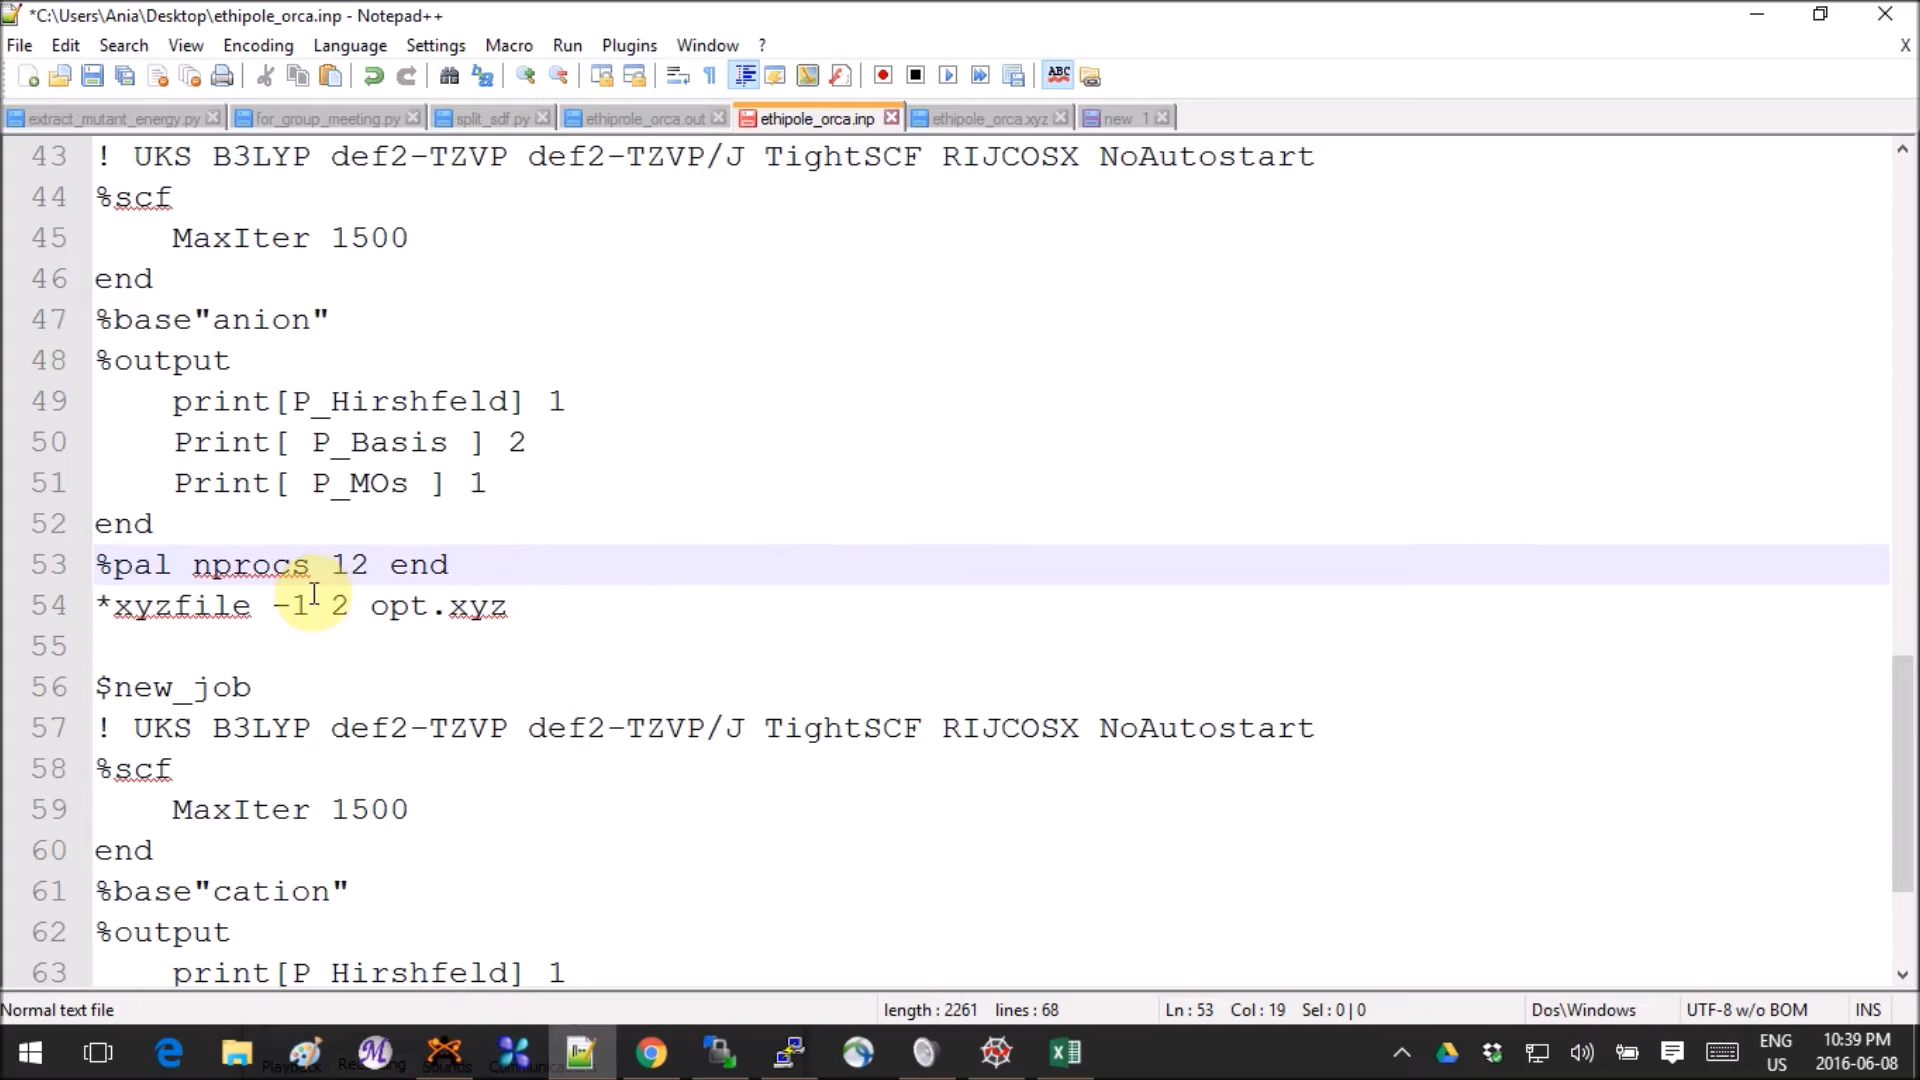 *C:\Users\Ania\Desktop\ethipole_orca.inp - Notepad++
File Edit Search View Encoding Language Settings Macro Run Plugins Window ? X
ABC
extract_mutant_energy.py for_group_meeting.py split_sdf.py ethiprole_orca.out ethipole_orca.inp ethipole_orca.xyz new 1
43 ! UKS B3LYP def2-TZVP def2-TZVP/J TightSCF RIJCOSX NoAutostart
44 %scf
45 MaxIter 1500
46 end
47 %base"anion"
48 %output
49 print[P_Hirshfeld] 1
50 Print[ P_Basis ] 2
51 Print[ P_MOs ] 1
52 end
53 %pal nprocs 12 end
54 *xyzfile -1 2 opt.xyz
55
56 $new_job
57 ! UKS B3LYP def2-TZVP def2-TZVP/J TightSCF RIJCOSX NoAutostart
58 %scf
59 MaxIter 1500
60 end
61 %base"cation"
62 %output
63 print[P_Hirshfeld] 1
Normal text file length : 2261 lines : 68 Ln : 53 Col : 19 Sel : 0 | 0 Dos\Windows UTF-8 w/o BOM INS
Playback Recording Sounds Communications
ENG 10:39 PM
US 2016-06-08